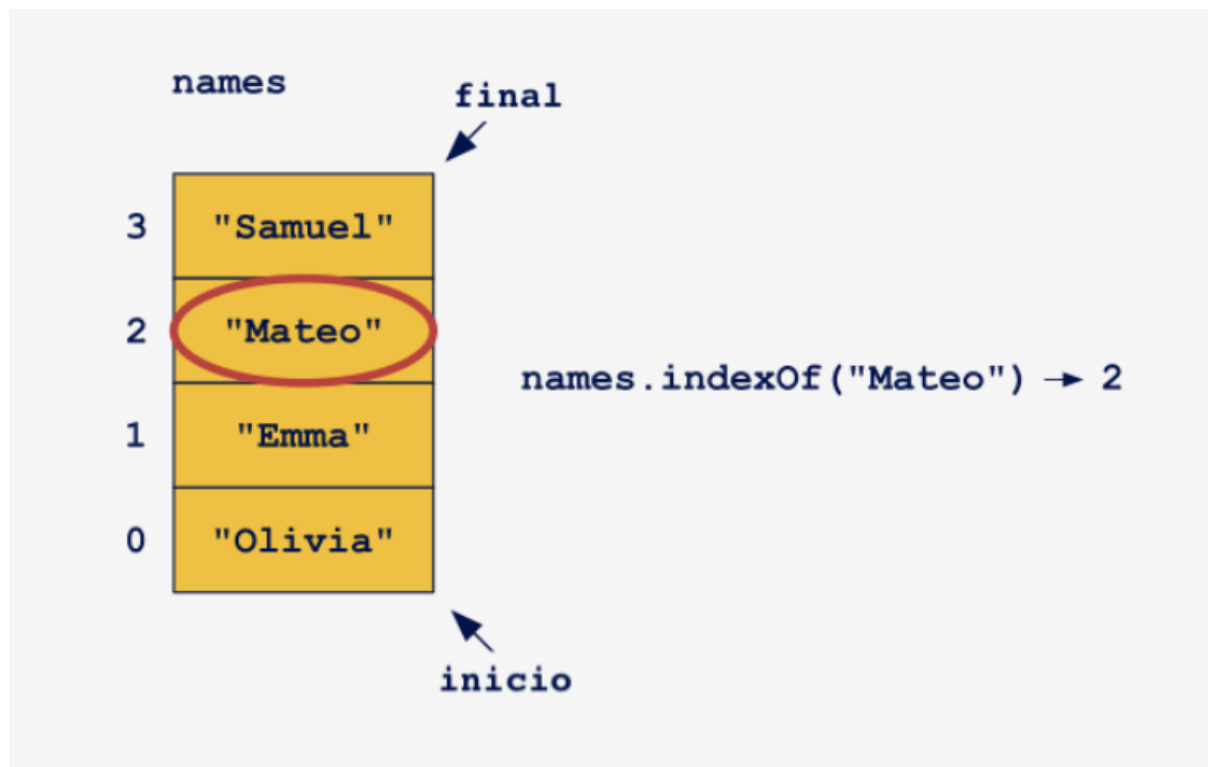 names
final
3 "Samuel"
2 "Mateo"
names.indexOf("Mateo") → 2
1 "Emma"
0 "Olivia"
inicio